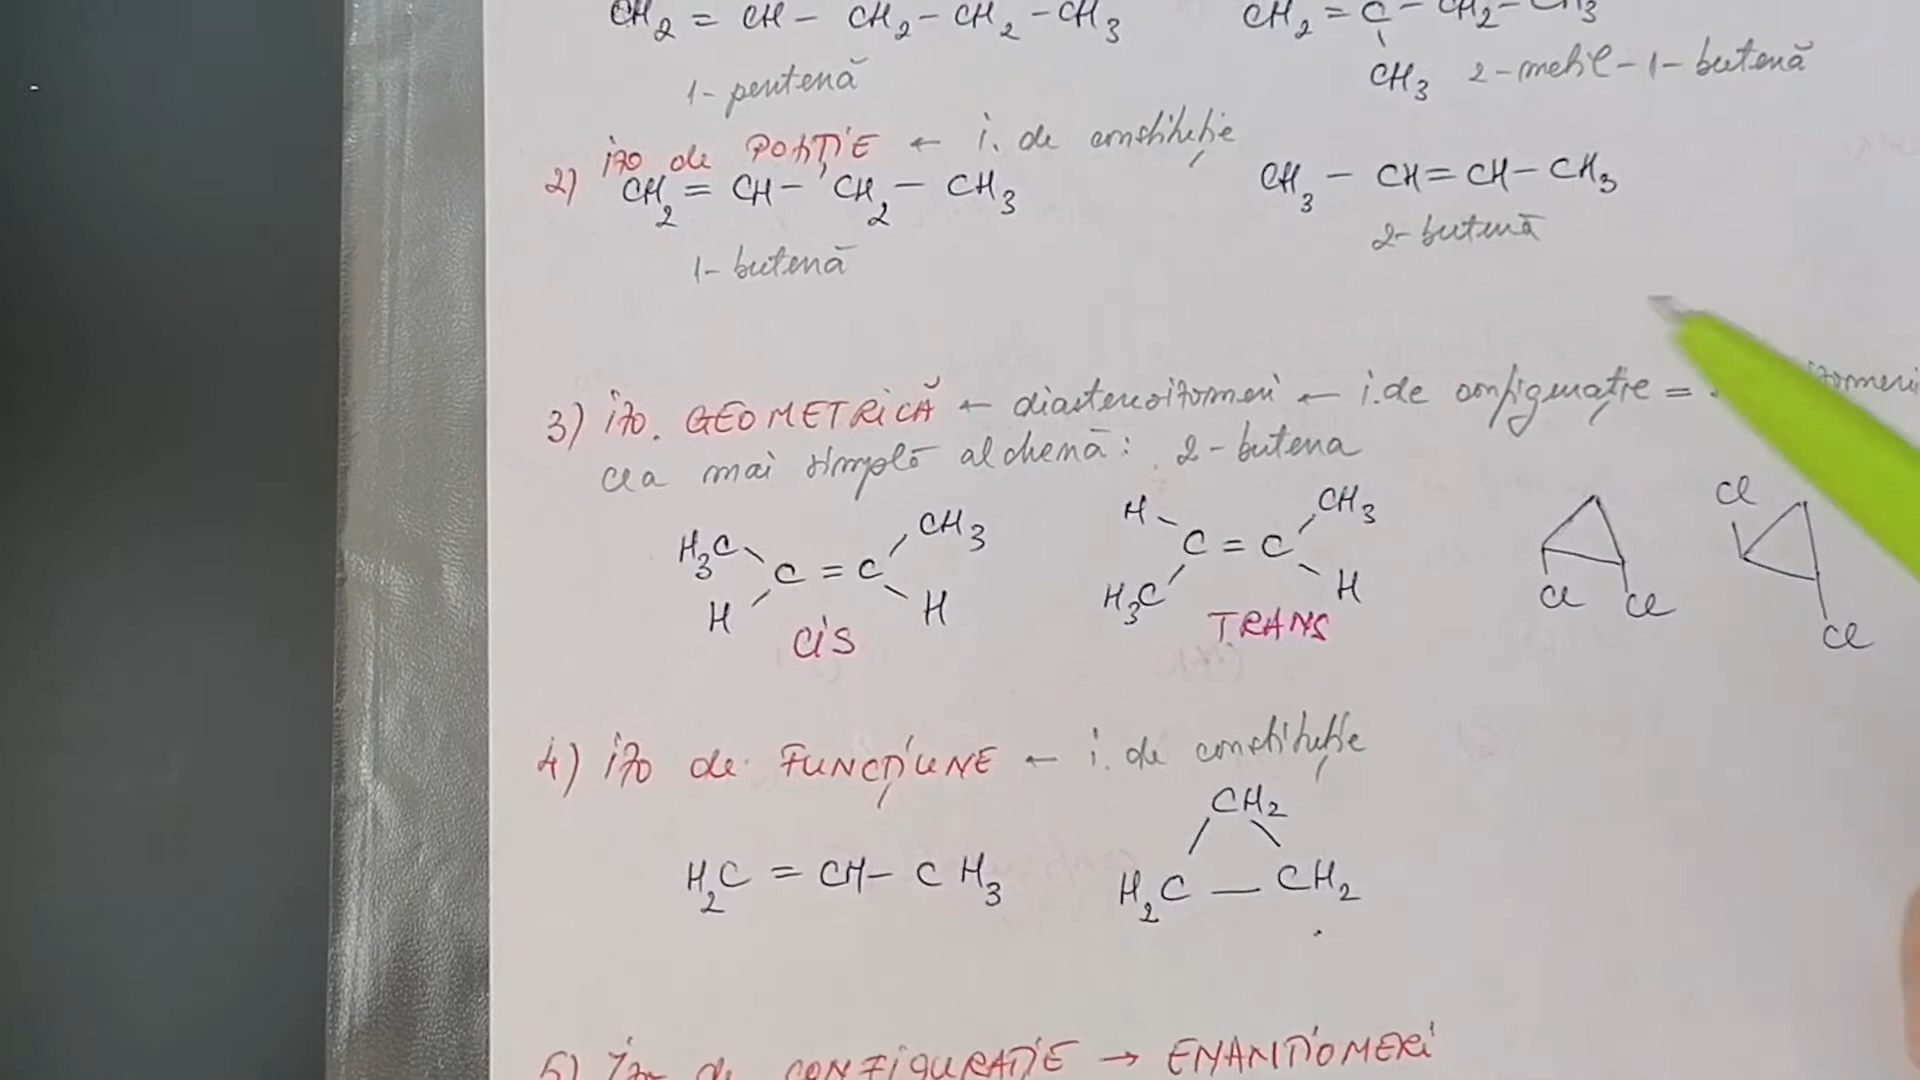 CH2 = CH - CH2 - CH2 - CH3
CH2 = C - CH2 - CH3
CH3
1- pentenă
2-metil-1-butenă
2) izo de POZIȚIE ← i. de constituție
CH2 = CH - CH2 - CH3
CH3 - CH = CH - CH3
1- butenă
2- butenă
3) izo. GEOMETRICĂ ← diastereoizomeri ← i.de configurație =
cea mai simplă alchenă: 2-butena
H3C CH3
C = C
H H
CIS
H CH3
C = C
H3C H
TRANS
Cl Cl
Cl
Cl
4) izo de FUNCȚIUNE ← i. de constituție
H2C = CH - CH3
CH2
H2C — CH2
5) Izo de CONFIGURAȚIE → ENANTIOMERI